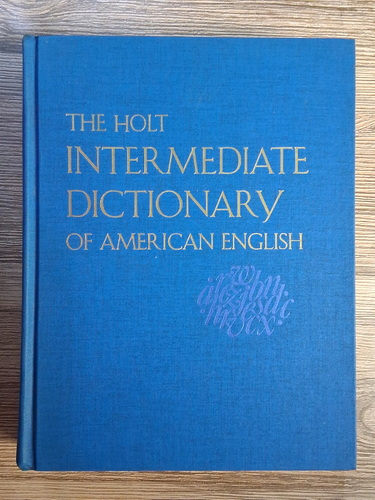 THE HOLT
INTERMEDIATE
DICTIONARY
OF AMERICAN ENGLISH